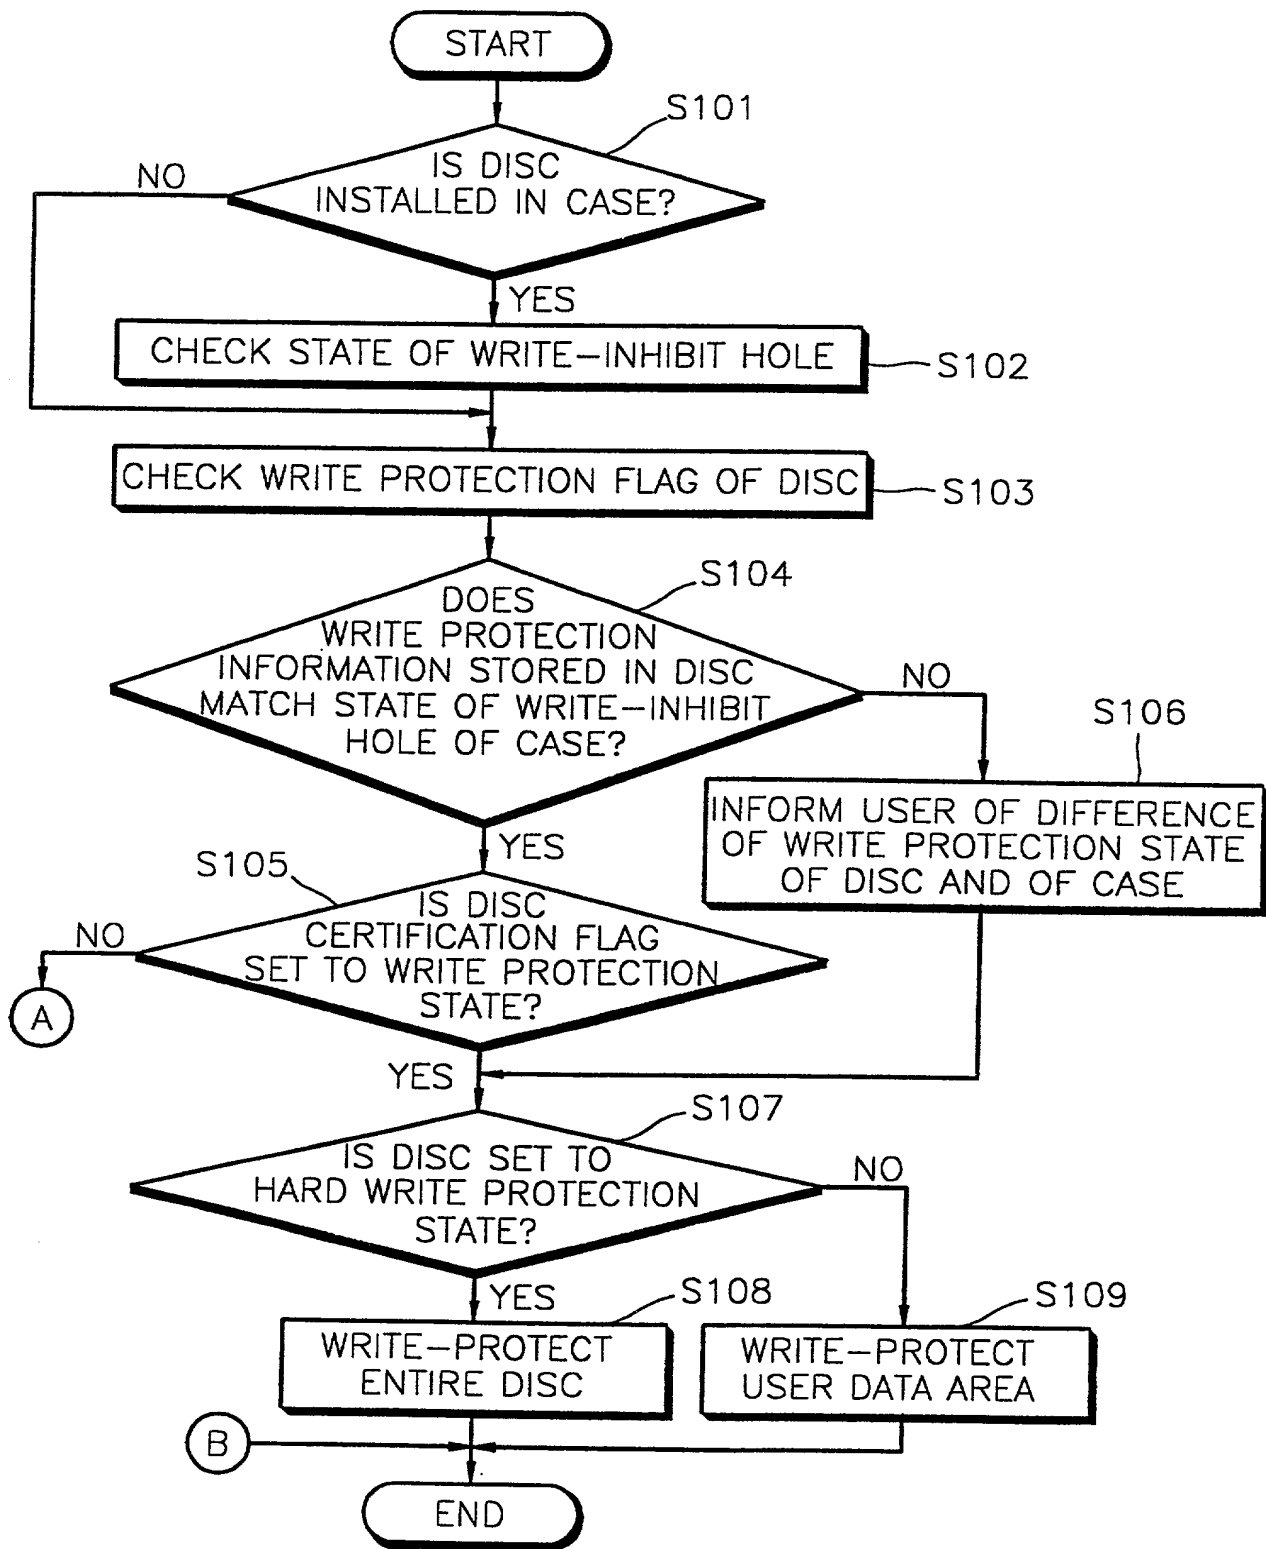 START
S101
IS DISC
INSTALLED IN CASE?
NO
YES
CHECK STATE OF WRITE-INHIBIT HOLE
S102
CHECK WRITE PROTECTION FLAG OF DISC
S103
S104
DOES
WRITE PROTECTION
INFORMATION STORED IN DISC
MATCH STATE OF WRITE-INHIBIT
HOLE OF CASE?
NO
S106
INFORM USER OF DIFFERENCE
OF WRITE PROTECTION STATE
OF DISC AND OF CASE
YES
S105
IS DISC
CERTIFICATION FLAG
SET TO WRITE PROTECTION
STATE?
NO
A
YES
S107
IS DISC SET TO
HARD WRITE PROTECTION
STATE?
NO
YES
S108
S109
WRITE-PROTECT
ENTIRE DISC
WRITE-PROTECT
USER DATA AREA
B
END